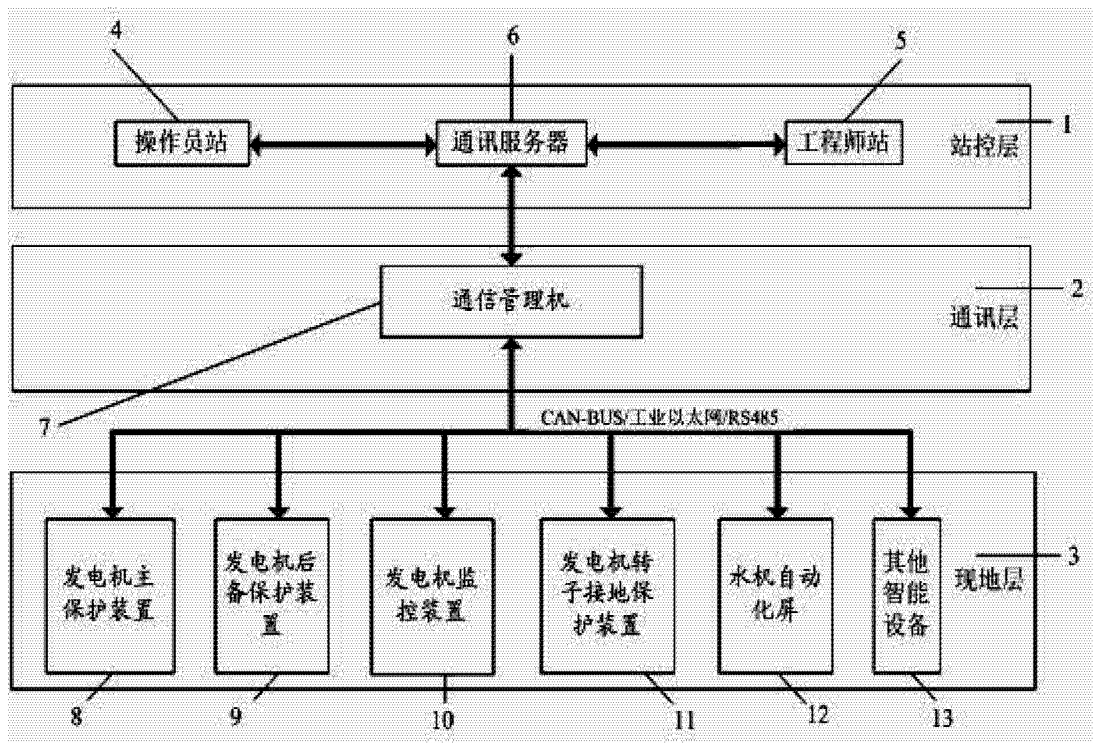 4
6
5
操作员站
通讯服务器
工程师站
1
站控层
通信管理机
2
通讯层
7
CAN-BUS/工业以太网/RS485
发电机主
保护装置
发电机后
备保护装
置
发电机监
控装置
发电机转
子接地保
护装置
水机自动
化屏
其他
智能
设备
3
现地层
8
9
10
11
12
13